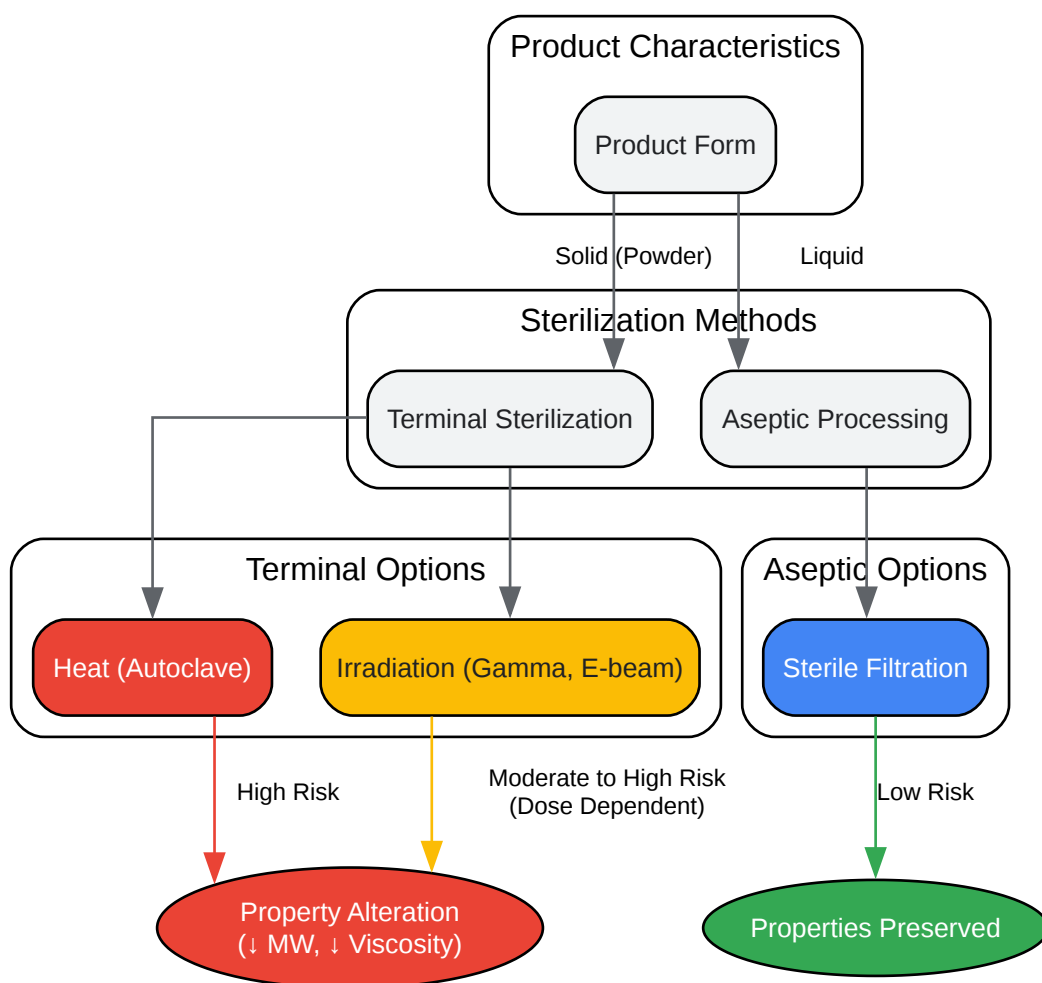 Product Characteristics
Product Form
Solid (Powder)
Liquid
Sterilization Methods
Terminal Sterilization
Aseptic Processing
Terminal Options
Aseptic Options
Heat (Autoclave)
Irradiation (Gamma, E-beam)
Sterile Filtration
High Risk
Moderate to High Risk
(Dose Dependent)
Low Risk
Property Alteration
(↓ MW, ↓ Viscosity)
Properties Preserved